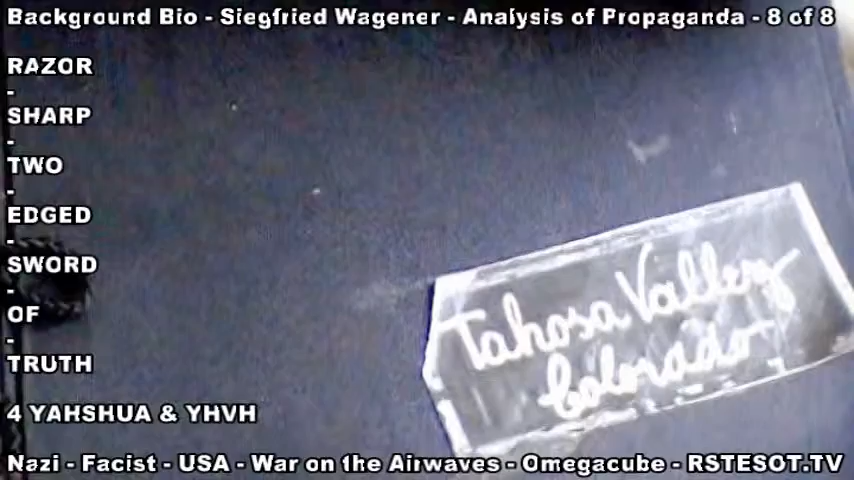 Background Bio - Siegfried Wagener - Analysis of Propaganda - 8 of 8
RAZOR
-
SHARP
-
TWO
-
EDGED
-
SWORD
-
OF
-
TRUTH
4 YAHSHUA & YHVH
Tahosa Valley
Colorado
Nazi - Facist - USA - War on the Airwaves - Omegacube - RSTESOT.TV